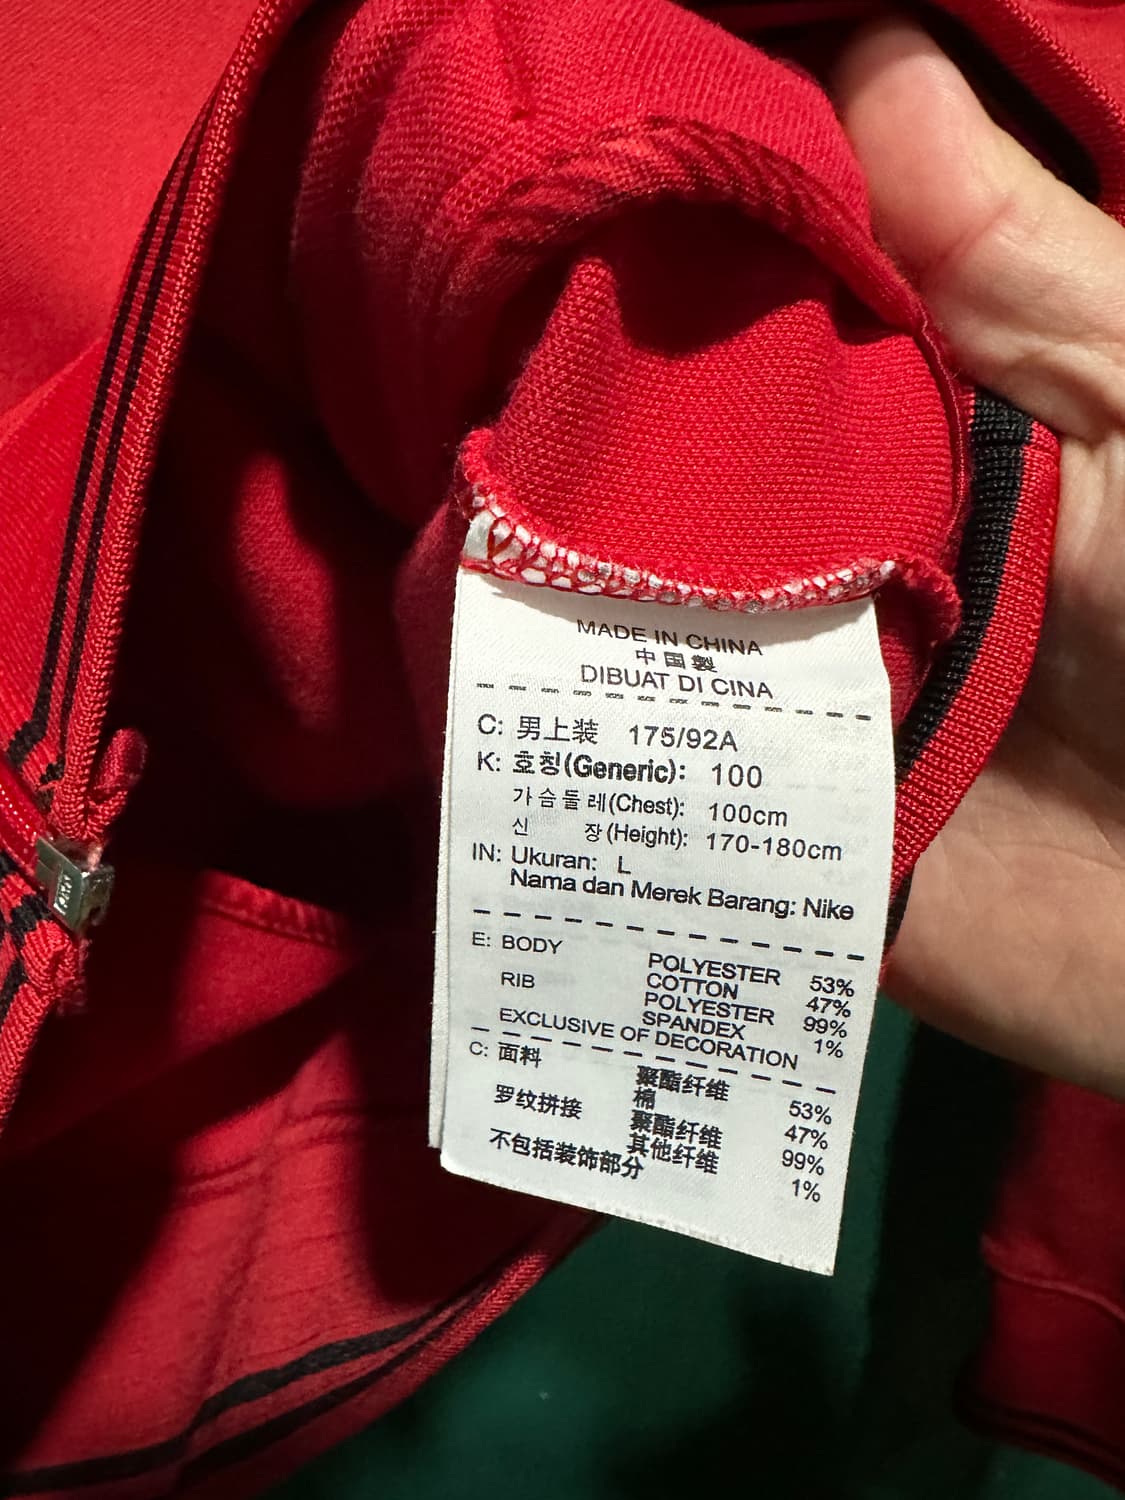 MADE IN CHINA
中国製
DIBUAT DI CINA
C: 男上装 175/92A
K: 호칭(Generic): 100
가슴둘레(Chest): 100cm
신 장(Height): 170-180cm
IN: Ukuran: L
Nama dan Merek Barang: Nike
E: BODY POLYESTER 53%
COTTON 47%
RIB POLYESTER 99%
SPANDEX 1%
EXCLUSIVE OF DECORATION
C: 面料 聚酯纤维 53%
棉 47%
罗纹拼接 聚酯纤维 99%
其他纤维 1%
不包括装饰部分